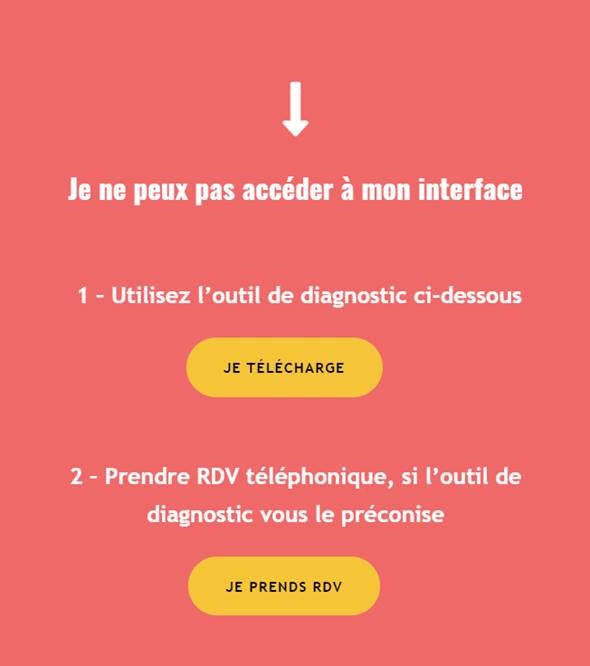 Je ne peux pas accéder à mon interface
1 - Utilisez l’outil de diagnostic ci-dessous
JE TÉLÉCHARGE
2 - Prendre RDV téléphonique, si l’outil de
diagnostic vous le préconise
JE PRENDS RDV